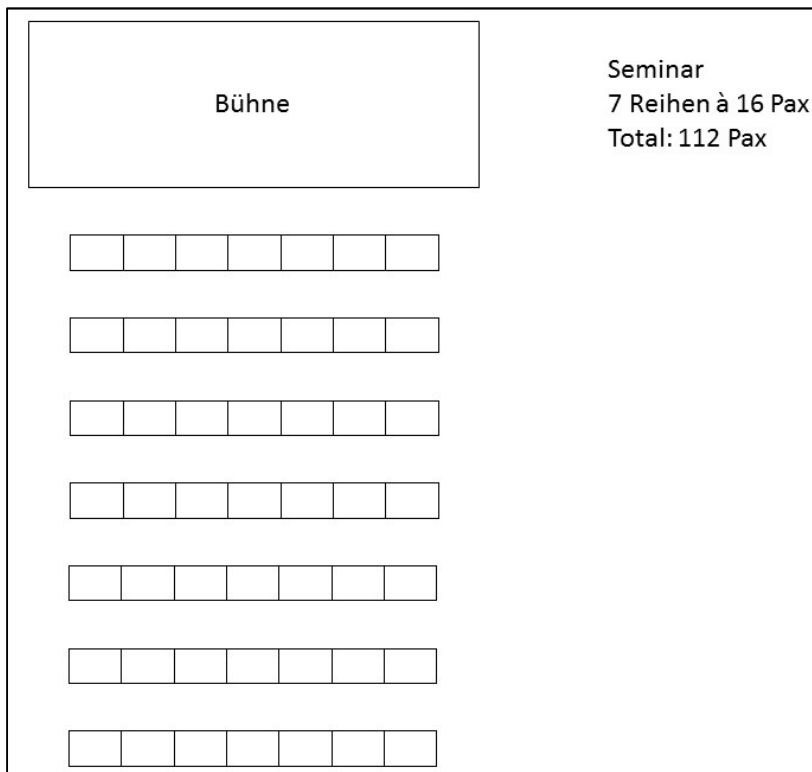 Bühne
Seminar
7 Reihen à 16 Pax
Total: 112 Pax